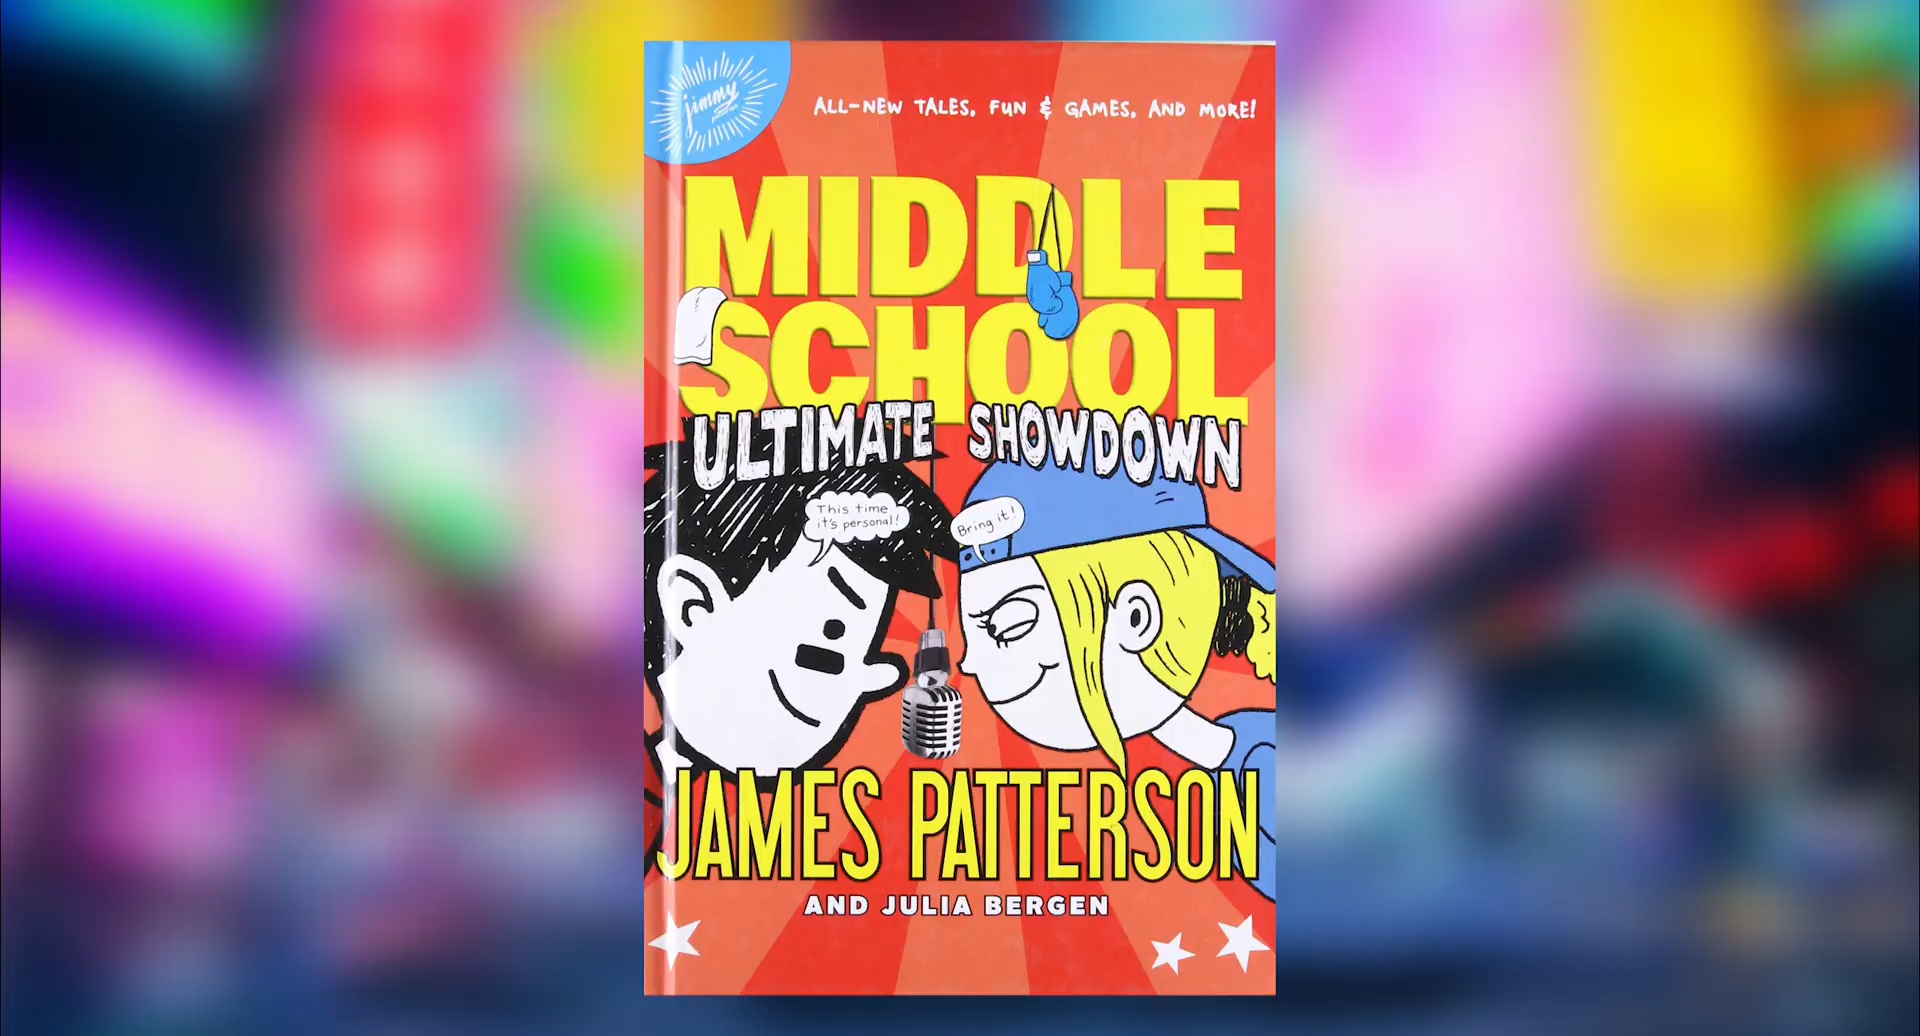 jimmy
patterson
ALL-NEW TALES, FUN & GAMES, AND MORE!
MIDDLE
SCHOOL
ULTIMATE SHOWDOWN
This time
it's personal!
Bring it!
JAMES PATTERSON
AND JULIA BERGEN